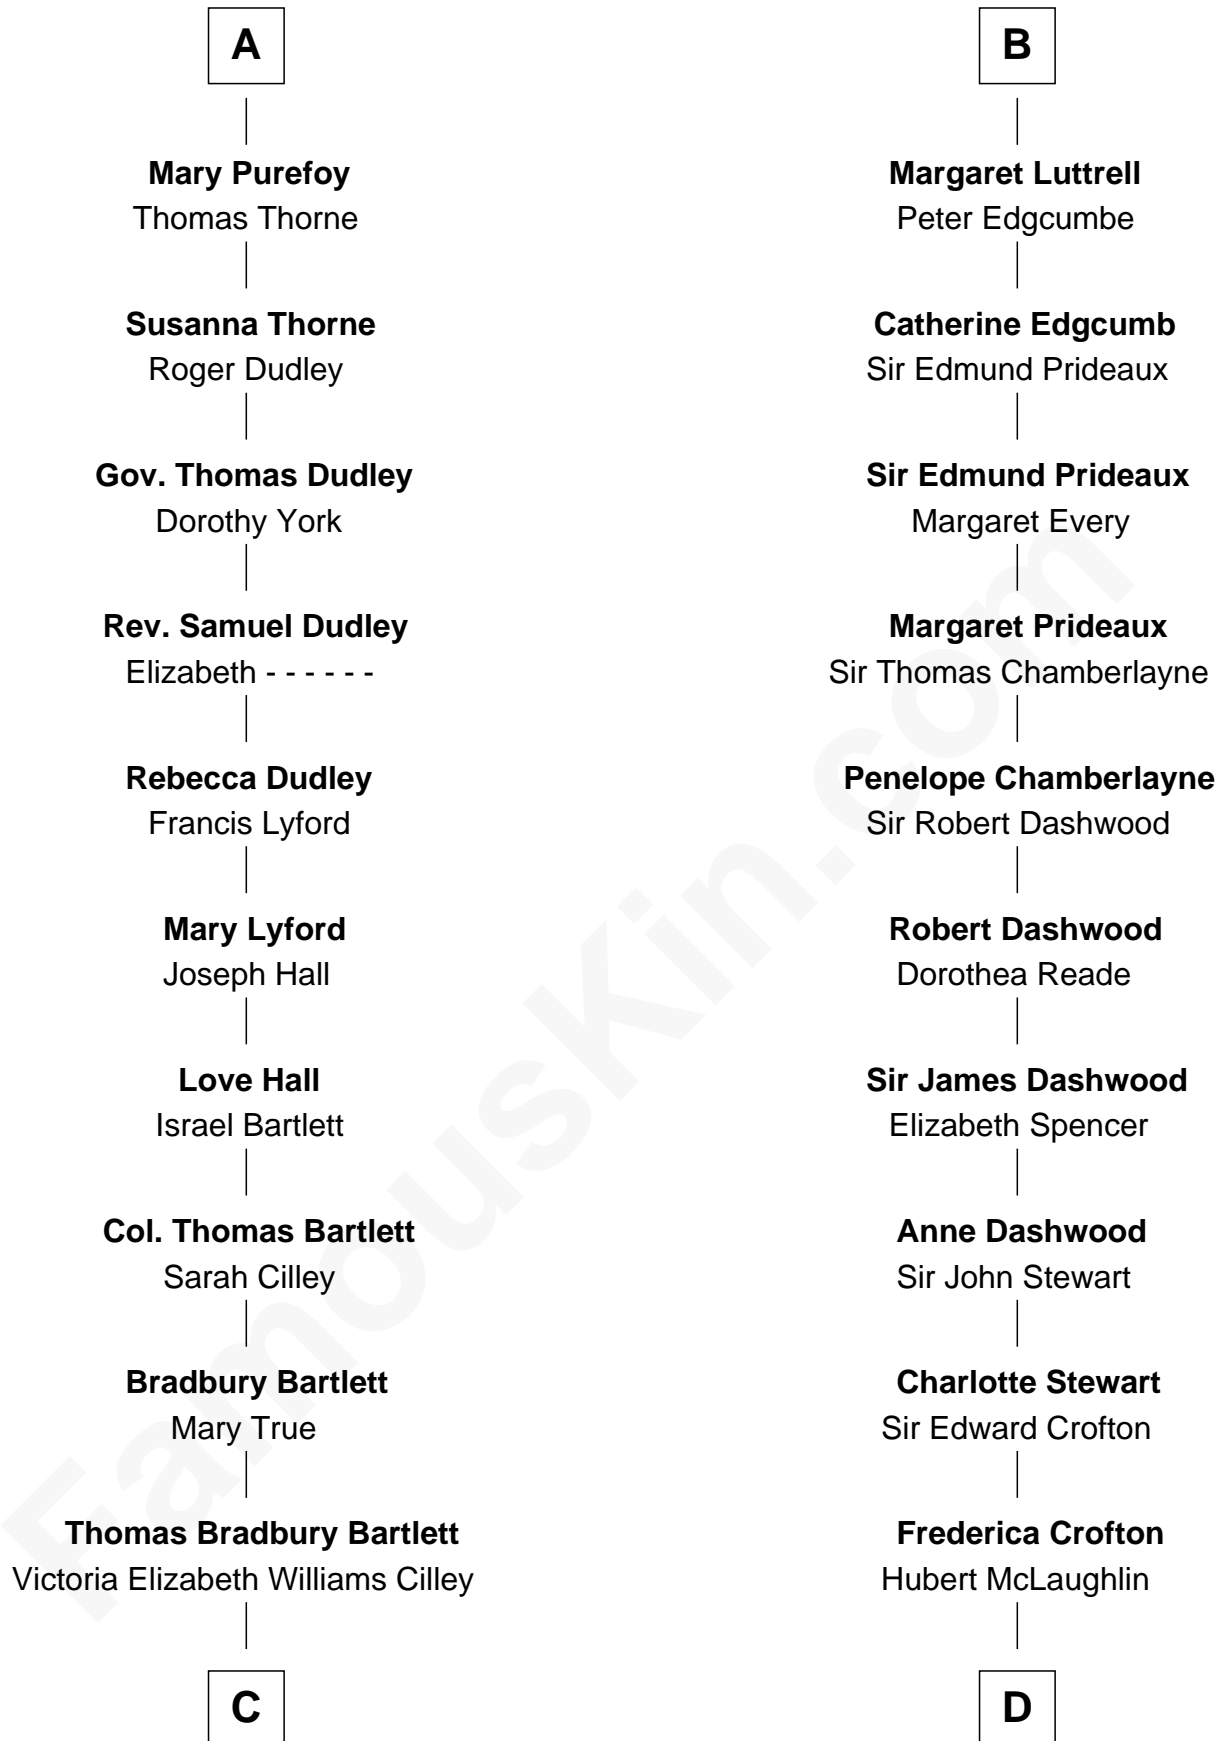 A
Mary Purefoy
Thomas Thorne
Susanna Thorne
Roger Dudley
Gov. Thomas Dudley
Dorothy York
Rev. Samuel Dudley
Elizabeth - - - - - -
Rebecca Dudley
Francis Lyford
Mary Lyford
Joseph Hall
Love Hall
Israel Bartlett
Col. Thomas Bartlett
Sarah Cilley
Bradbury Bartlett
Mary True
Thomas Bradbury Bartlett
Victoria Elizabeth Williams Cilley
C
B
Margaret Luttrell
Peter Edgcumbe
Catherine Edgcumb
Sir Edmund Prideaux
Sir Edmund Prideaux
Margaret Every
Margaret Prideaux
Sir Thomas Chamberlayne
Penelope Chamberlayne
Sir Robert Dashwood
Robert Dashwood
Dorothea Reade
Sir James Dashwood
Elizabeth Spencer
Anne Dashwood
Sir John Stewart
Charlotte Stewart
Sir Edward Crofton
Frederica Crofton
Hubert McLaughlin
D
FamousKin.com